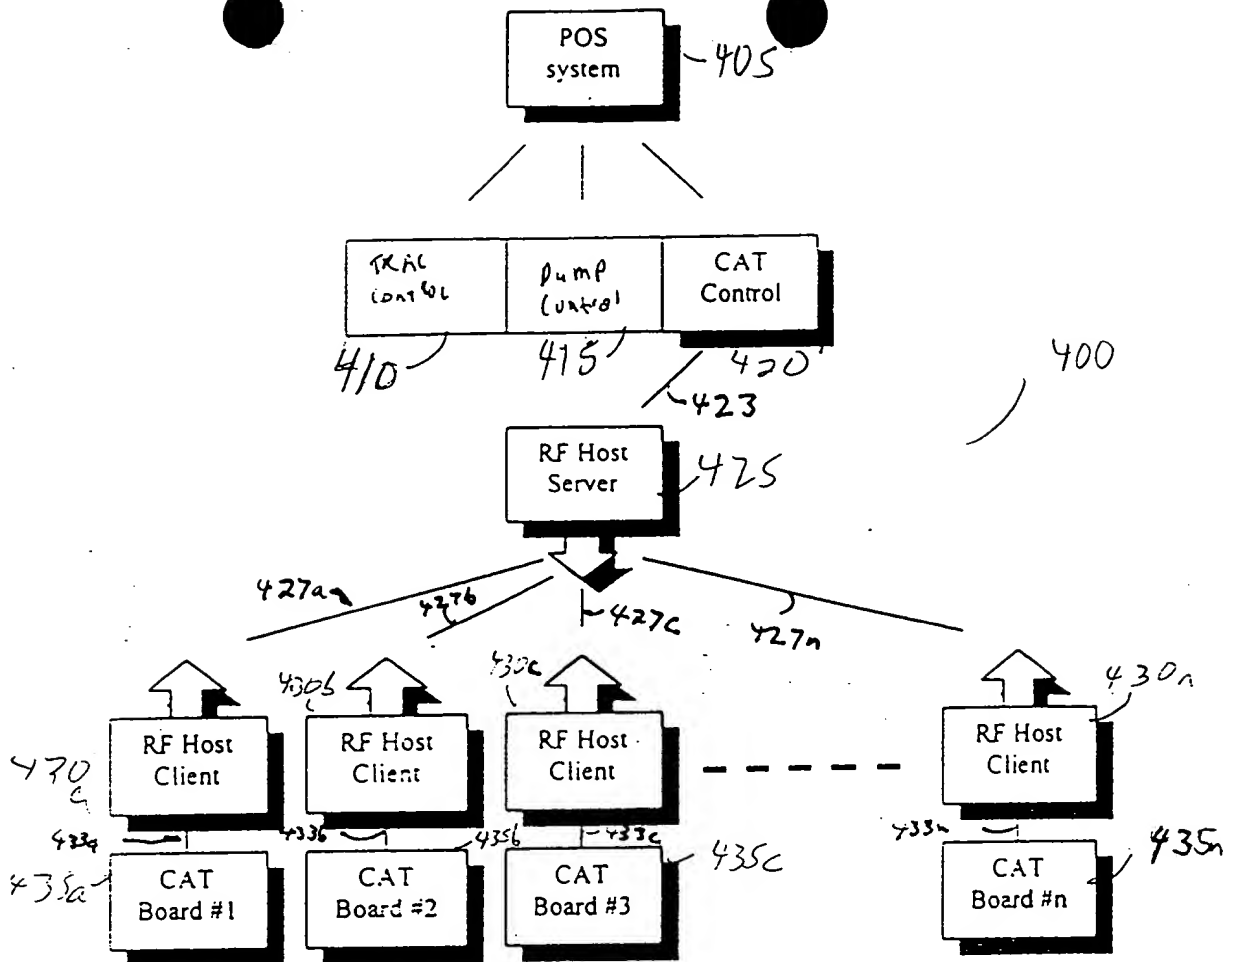 POS
system
405
TRAC
control
Pump
Control
CAT
Control
410
415
420
423
400
RF Host
Server
425
427a
427b
427c
427n
430b
430c
430n
RF Host
Client
RF Host
Client
RF Host
Client
RF Host
Client
430
a
433a
433b
435b
433c
433n
435a
CAT
Board #1
CAT
Board #2
CAT
Board #3
435c
CAT
Board #n
435n